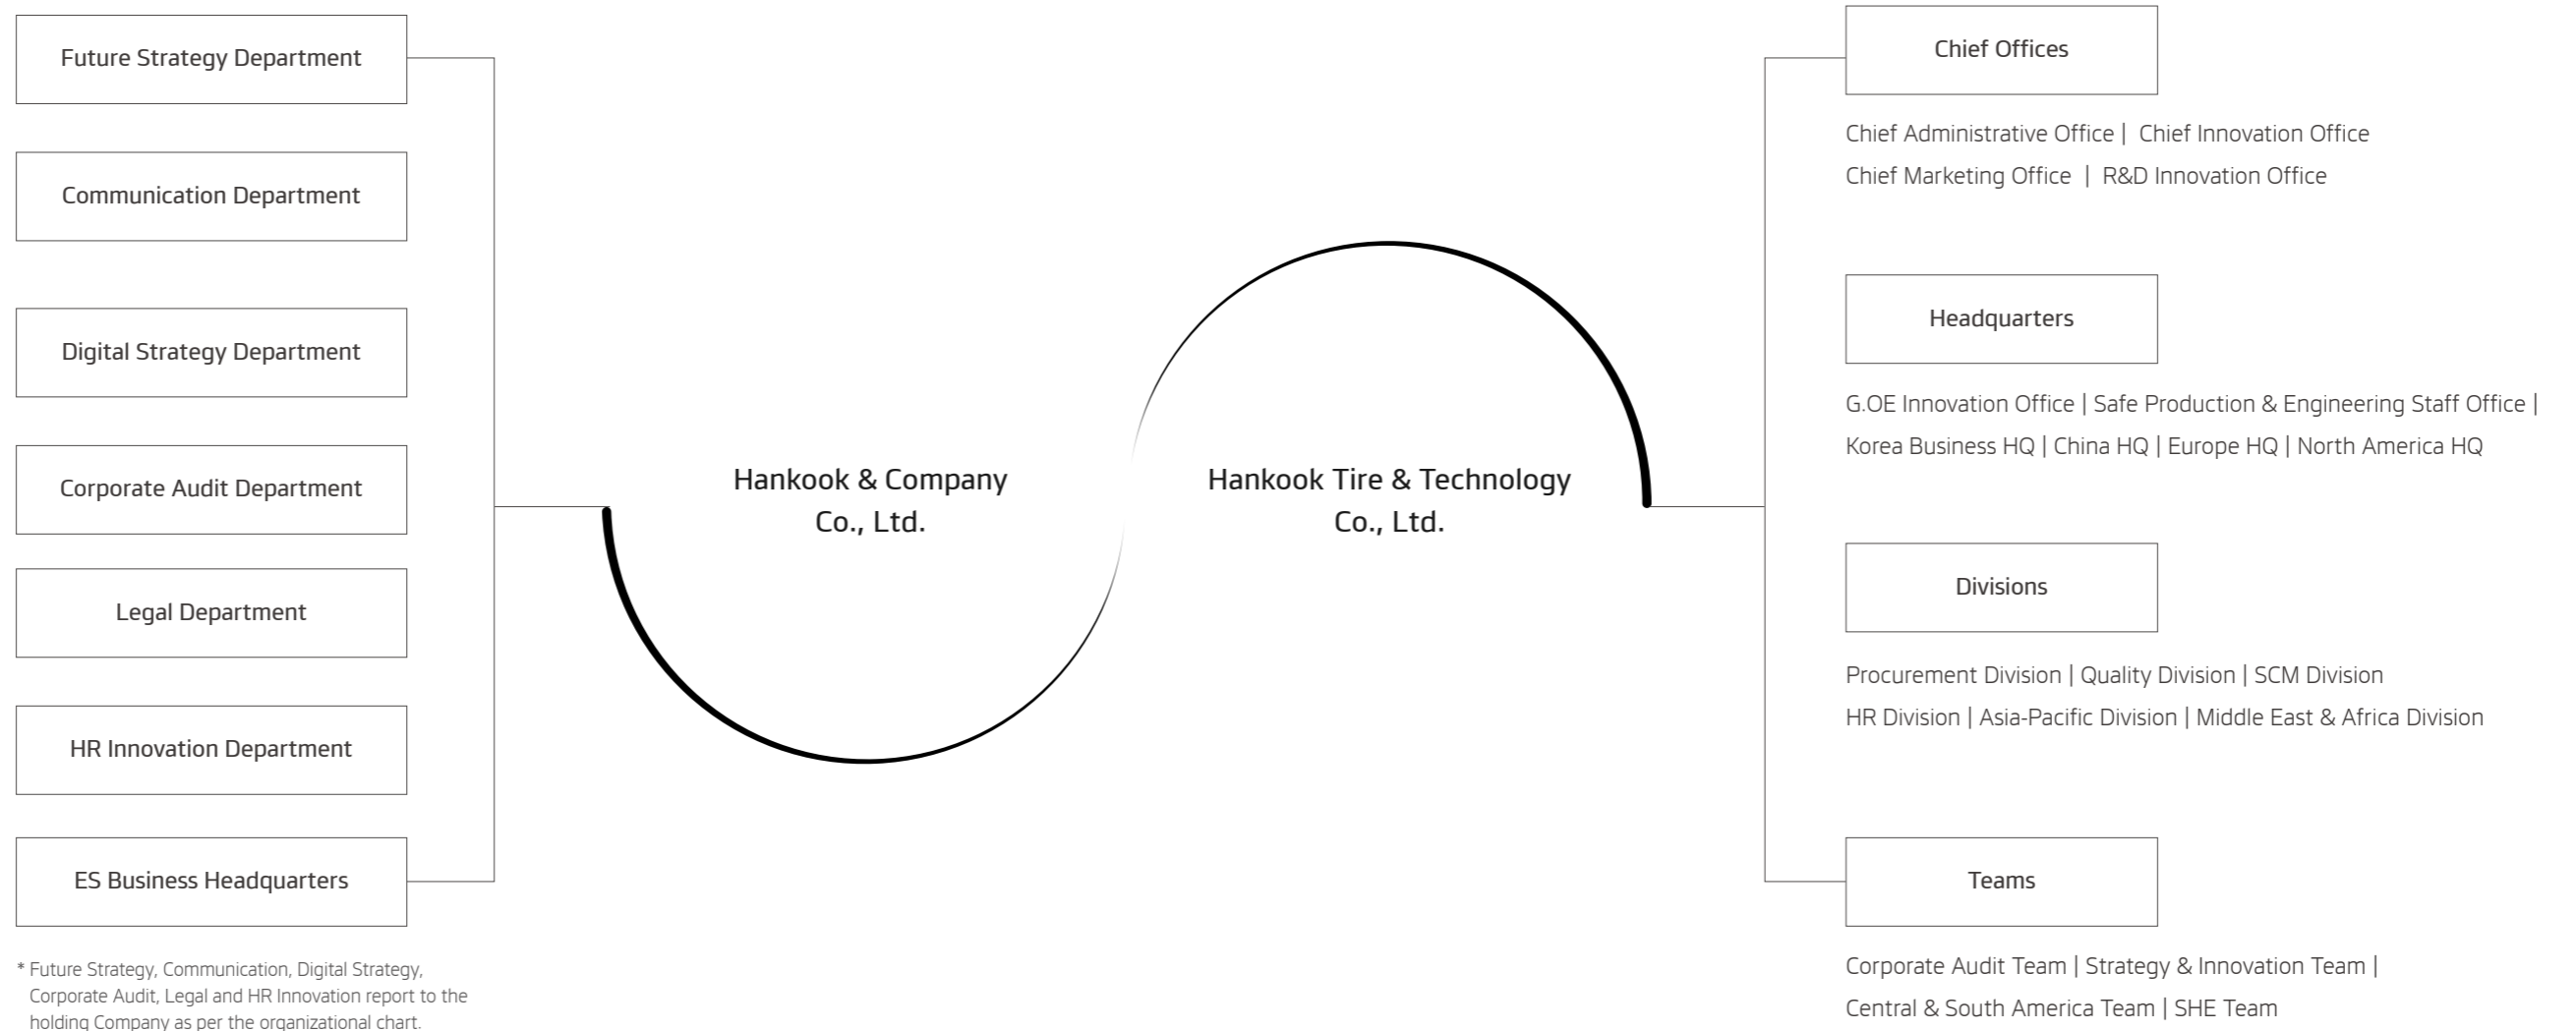 Future Strategy Department
Communication Department
Digital Strategy Department
Corporate Audit Department
Legal Department
HR Innovation Department
ES Business Headquarters
* Future Strategy, Communication, Digital Strategy,
Corporate Audit, Legal and HR Innovation report to the
holding Company as per the organizational chart.
Hankook & Company
Co., Ltd.
Hankook Tire & Technology
Co., Ltd.
Chief Offices
Chief Administrative Office | Chief Innovation Office
Chief Marketing Office | R&D Innovation Office
Headquarters
G.OE Innovation Office | Safe Production & Engineering Staff Office |
Korea Business HQ | China HQ | Europe HQ | North America HQ
Divisions
Procurement Division | Quality Division | SCM Division
HR Division | Asia-Pacific Division | Middle East & Africa Division
Teams
Corporate Audit Team | Strategy & Innovation Team |
Central & South America Team | SHE Team